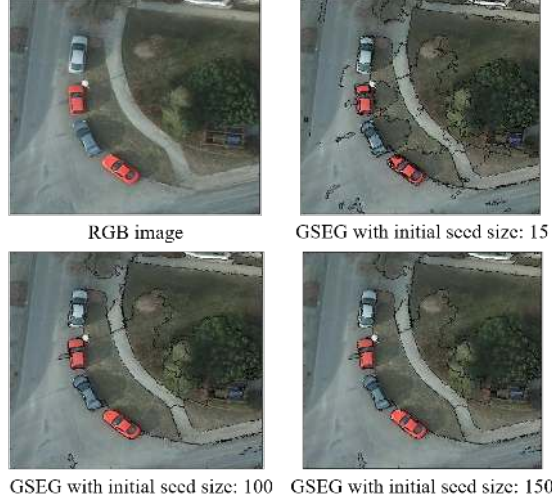 RGB image
GSEG with initial seed size: 15
GSEG with initial seed size: 100
GSEG with initial seed size: 150